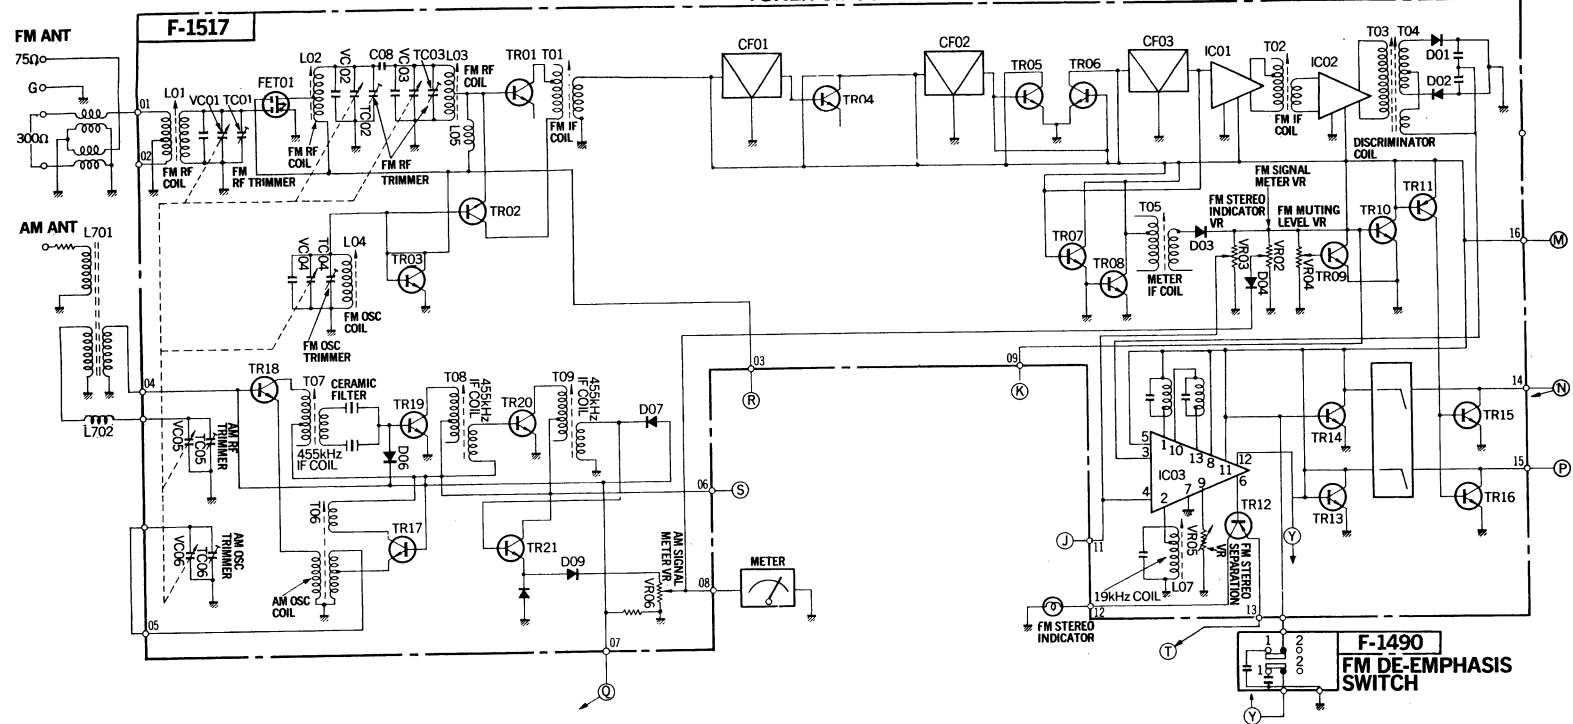 F-1517
FM ANT
75Ω
G
300Ω
01
02
L01
VC01
TC01
FET01
FM RF
COIL
FM
RF TRIMMER
L02
VC02
TC02
C08
VC03
TC03
L03
FM RF
COIL
L05
FM RF
COIL
FM RF
TRIMMER
TR01
T01
FM IF
COIL
TR02
TR03
VC04
TC04
L04
FM OSC
COIL
FM OSC
TRIMMER
CF01
TR04
CF02
TR05
TR06
CF03
IC01
T02
FM IF
COIL
IC02
T03
T04
D01
D02
DISCRIMINATOR
COIL
FM SIGNAL
METER VR
FM STEREO
INDICATOR
VR
FM MUTING
LEVEL VR
TR07
TR08
T05
METER
IF COIL
D03
VR03
D04
VR02
VR04
TR09
TR10
TR11
16
M
AM ANT
L701
L702
04
05
TR18
T07
CERAMIC
FILTER
455kHz
IF COIL
D06
TR19
T08
455kHz
IF COIL
TR20
T09
455kHz
IF COIL
D07
VC05
TC05
AM RF
TRIMMER
VC06
TC06
AM OSC
TRIMMER
T06
TR17
AM OSC
COIL
TR21
D09
VR06
AM SIGNAL
METER VR
03
R
06
S
07
Q
08
METER
09
K
5
3
4
1
10
13
8
11
12
6
9
7
2
IC03
TR12
TR14
TR13
TR15
TR16
14
N
15
P
J
11
19kHz COIL
L07
VR05
VR
FM STEREO
SEPARATION
Y
FM STEREO
INDICATOR
12
13
T
1
2
1
2
F-1490
FM DE-EMPHASIS
SWITCH
Y